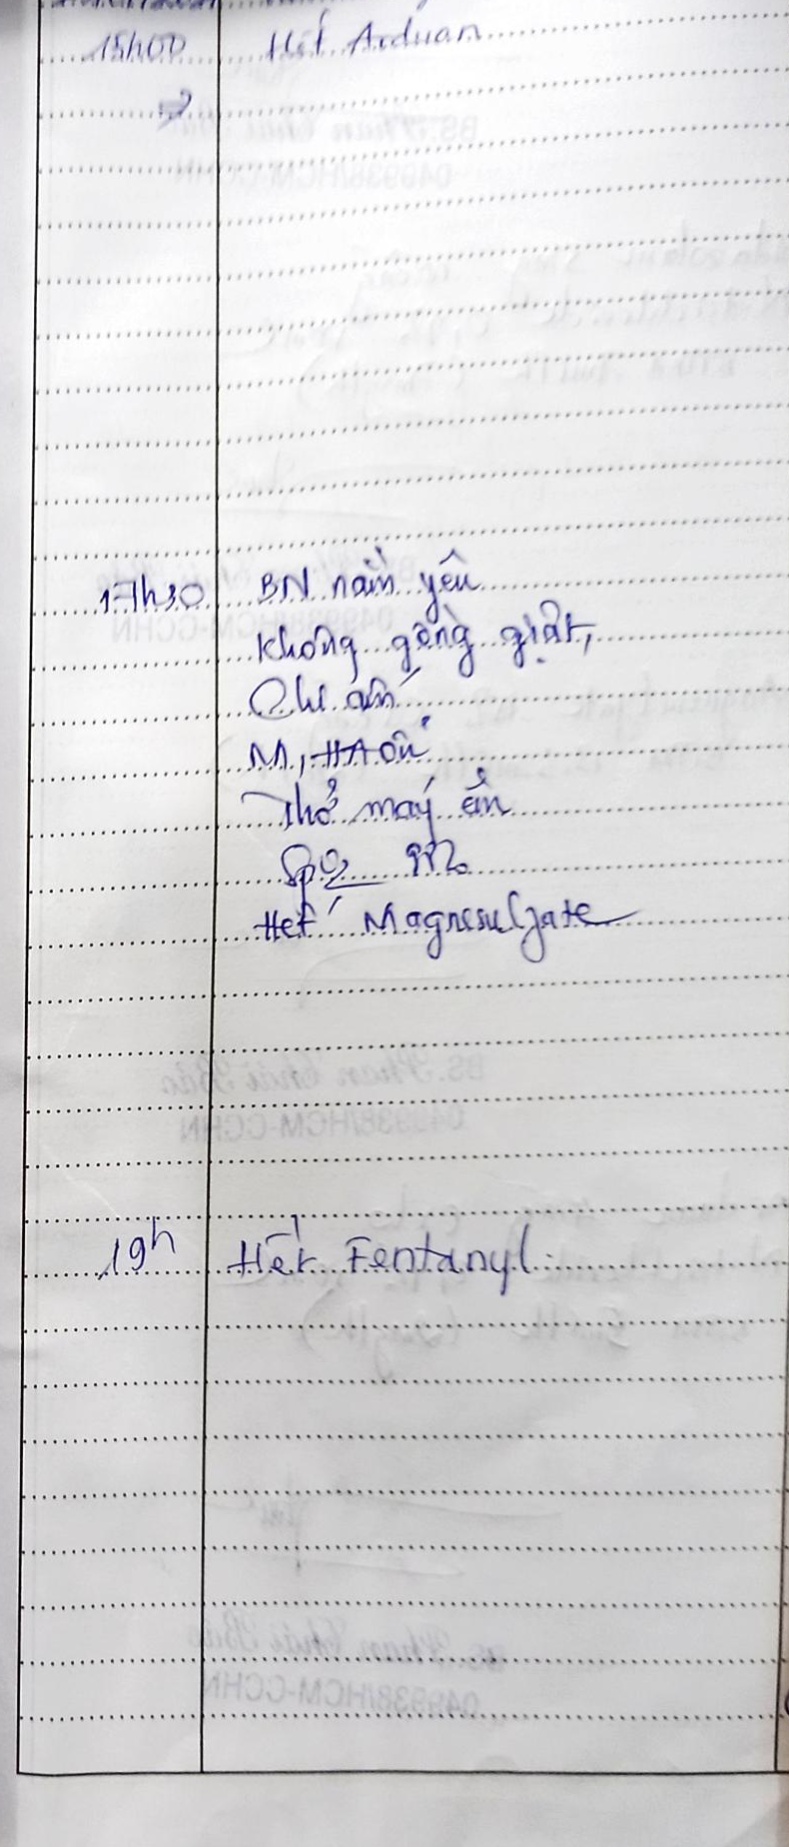 15h00 Hết Arduan
17h30 BN nằm yên
Không gồng giật,
Chi ấm
M, HA ổn
Thở máy êm
SpO2 99%
Hết Magnesulfate
19h Hết Fentanyl